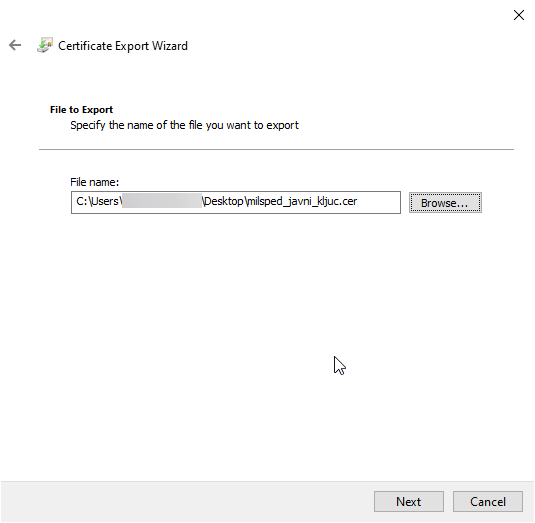 Certificate Export Wizard
File to Export
Specify the name of the file you want to export
File name:
C:\Users\ \Desktop\milsped_javni_kljuc.cer
Browse...
Next
Cancel